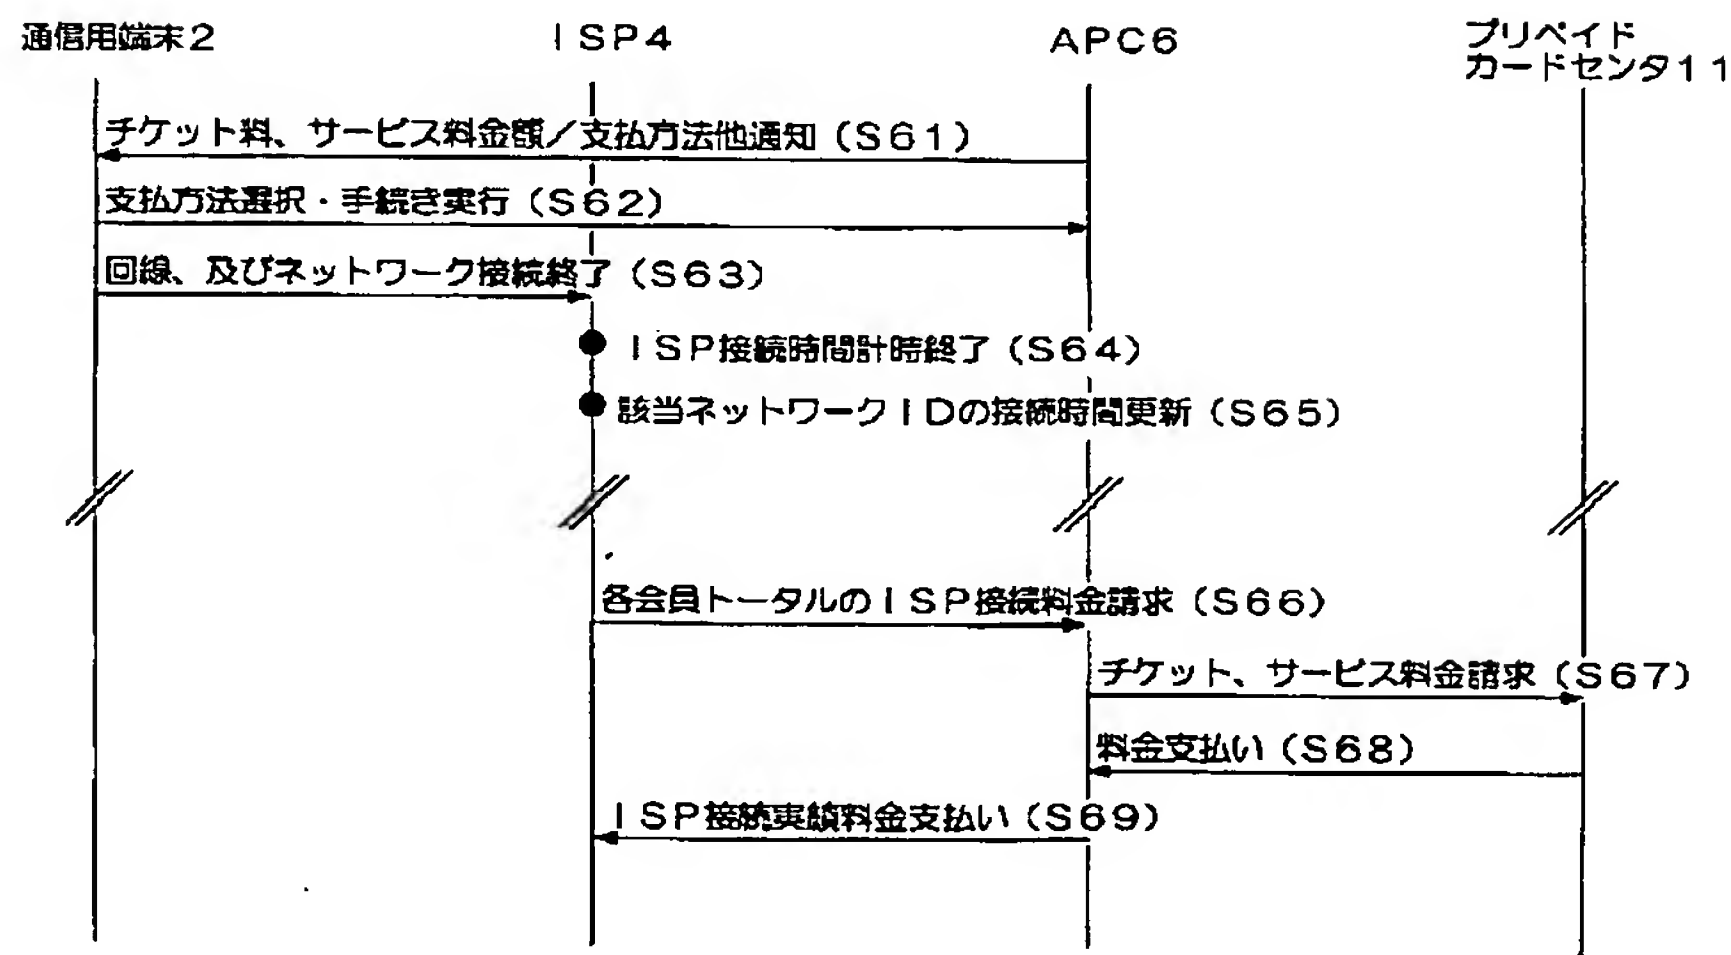 通信用端末2
ISP4
APC6
プリペイド
カードセンタ11
チケット料、サービス料金額／支払方法他通知（S61）
支払方法選択・手続き実行（S62）
回線、及びネットワーク接続終了（S63）
ISP接続時間計時終了（S64）
該当ネットワークIDの接続時間更新（S65）
各会員トータルのISP接続料金請求（S66）
チケット、サービス料金請求（S67）
料金支払い（S68）
ISP接続実績料金支払い（S69）